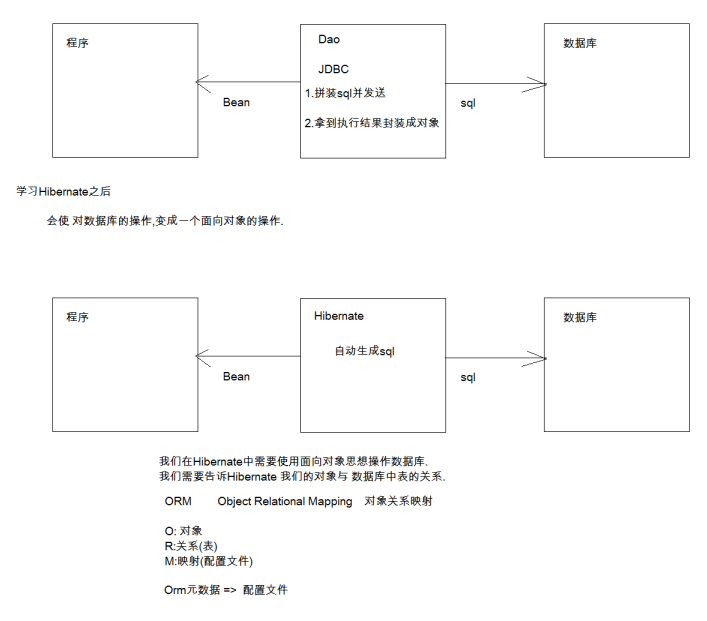 程序
Dao
数据库
JDBC
1.拼装sql并发送
Bean
sql
2.拿到执行结果封装成对象
学习Hibernate之后
会使 对数据库的操作,变成一个面向对象的操作.
程序
Hibernate
数据库
自动生成sql
Bean
sql
我们在Hibernate中需要使用面向对象思想操作数据库.
我们需要告诉Hibernate 我们的对象与 数据库中表的关系.
ORM Object Relational Mapping 对象关系映射
O: 对象
R:关系(表)
M:映射(配置文件)
Orm元数据 => 配置文件